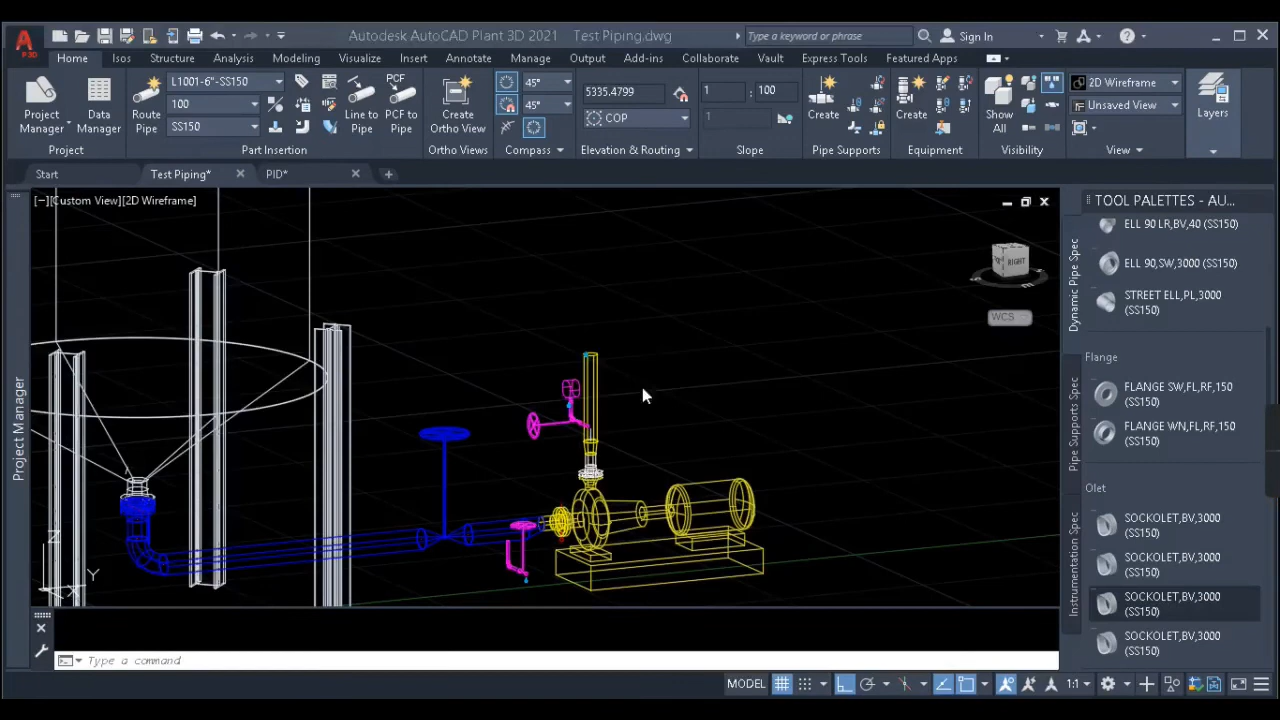 Autodesk AutoCAD Plant 3D 2021 Test Piping.dwg
Type a keyword or phrase
Sign In
P3D
Home Isos Structure Analysis Modeling Visualize Insert Annotate Manage Output Add-ins Collaborate Vault Express Tools Featured Apps
Project
Manager
Data
Manager
Project
Route
Pipe
L1001-6"-SS150
100
SS150
Line to
Pipe
PCF
PCF to
Pipe
Part Insertion
Create
Ortho View
Ortho Views
45°
45°
Compass
5335.4799
COP
Elevation & Routing
1 : 100
1
Slope
Create
Pipe Supports
Create
Equipment
Show
All
Visibility
2D Wireframe
Unsaved View
View
Layers
Start
Test Piping*
PID*
[−][Custom View][2D Wireframe]
RIGHT
WCS
Z
Y
X
Project Manager
TOOL PALETTES - AU...
Dynamic Pipe Spec
Pipe Supports Spec
Instrumentation Spec
ELL 90 LR,BV,40 (SS150)
ELL 90,SW,3000 (SS150)
STREET ELL,PL,3000
(SS150)
Flange
FLANGE SW,FL,RF,150
(SS150)
FLANGE WN,FL,RF,150
(SS150)
Olet
SOCKOLET,BV,3000
(SS150)
SOCKOLET,BV,3000
(SS150)
SOCKOLET,BV,3000
(SS150)
SOCKOLET,BV,3000
(SS150)
Type a command
MODEL
1:1